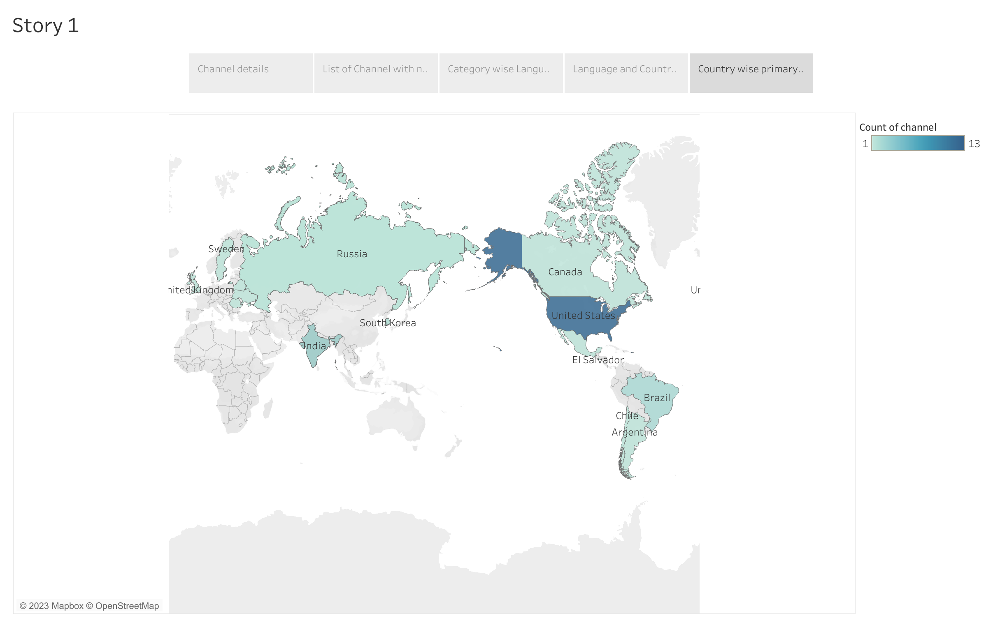 Story 1
Channel details
List of Channel with n..
Category wise Langu..
Language and Countr..
Country wise primary..
Count of channel
1
13
Sweden
Russia
Canada
nited Kingdom
Ur
United States
South Korea
India
El Salvador
Brazil
Chile
Argentina
© 2023 Mapbox © OpenStreetMap